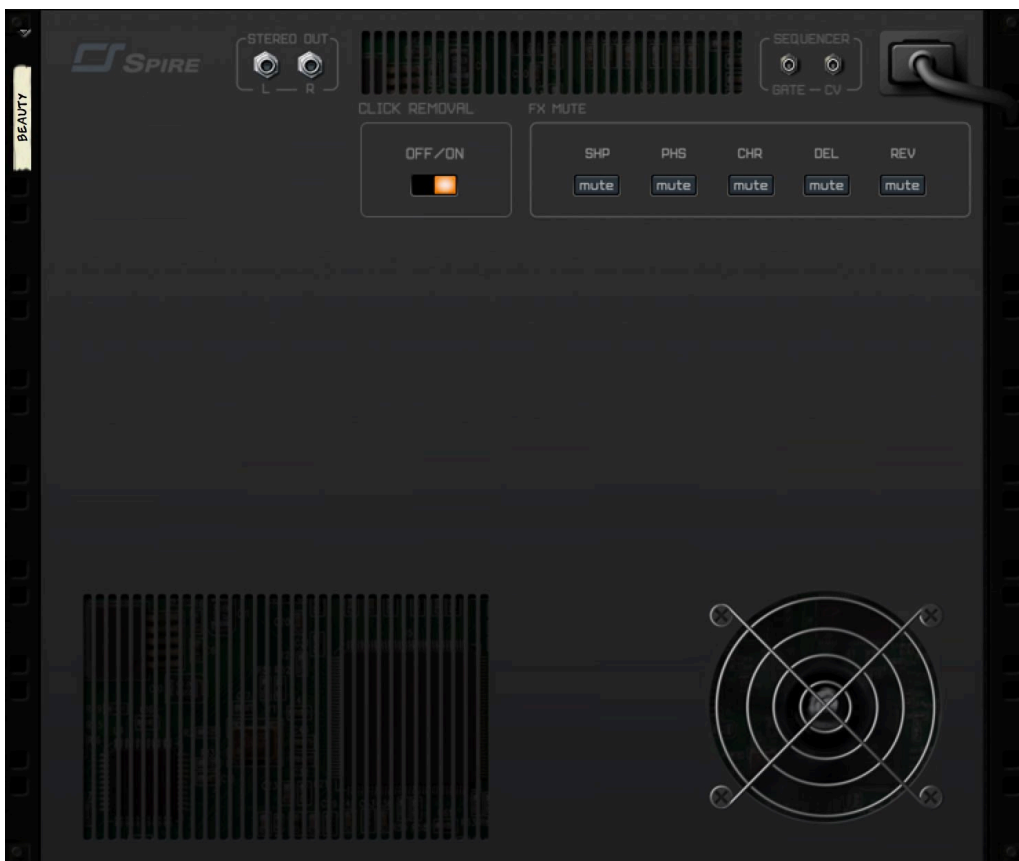 BEAUTY
SPIRE
STEREO OUT
L R
SEQUENCER
GATE CV
CLICK REMOVAL
OFF/ON
FX MUTE
SHP PHS CHR DEL REV
mute mute mute mute mute